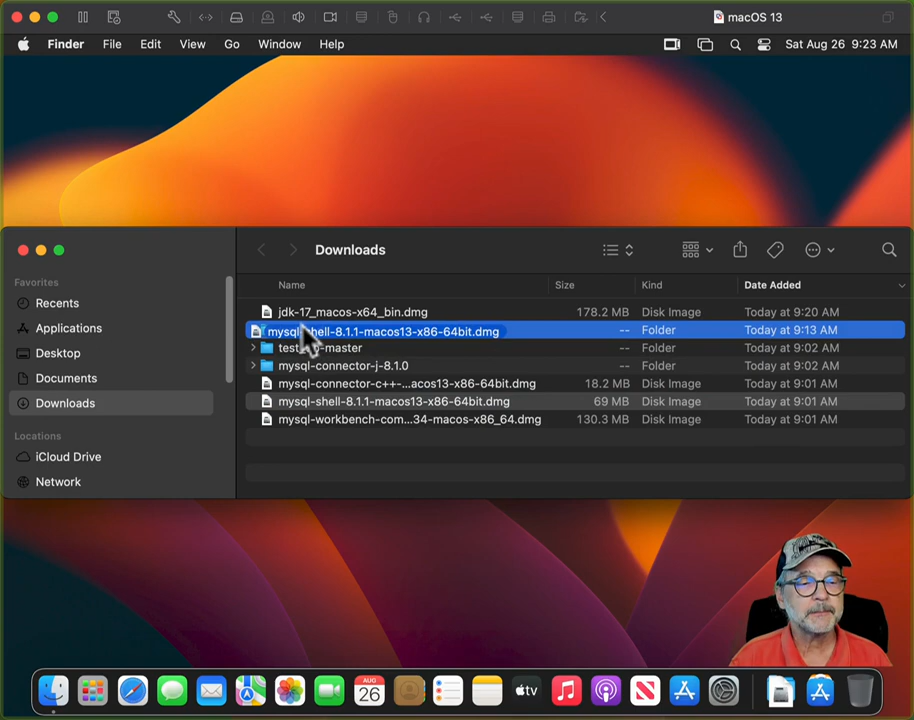 macOS 13
Finder File Edit View Go Window Help Sat Aug 26 9:23 AM
Downloads
Favorites
Recents
Applications
Desktop
Documents
Downloads
Locations
iCloud Drive
Network
Name Size Kind Date Added
jdk-17_macos-x64_bin.dmg 178.2 MB Disk Image Today at 9:20 AM
mysql-shell-8.1.1-macos13-x86-64bit.dmg -- Folder Today at 9:13 AM
-master -- Folder Today at 9:02 AM
mysql-connector-j-8.1.0 -- Folder Today at 9:02 AM
mysql-connector-c++-...acos13-x86-64bit.dmg 18.2 MB Disk Image Today at 9:01 AM
mysql-shell-8.1.1-macos13-x86-64bit.dmg 69 MB Disk Image Today at 9:01 AM
mysql-workbench-com...34-macos-x86_64.dmg 130.3 MB Disk Image Today at 9:01 AM
AUG
26
tv